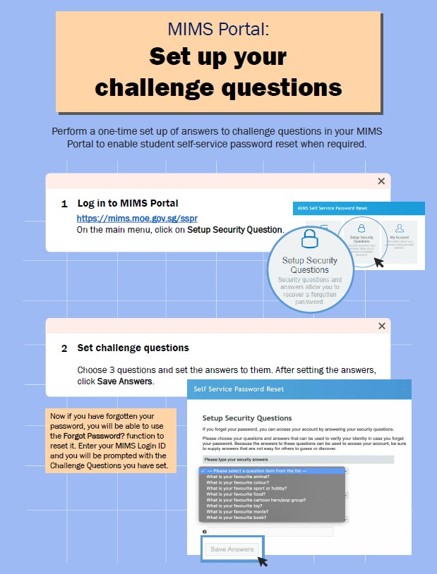 MIMS Portal:
Set up your
challenge questions
Perform a one-time set up of answers to challenge questions in your MIMS
Portal to enable student self-service password reset when required.
1 Log in to MIMS Portal
https://mims.moe.gov.sg/sspr
On the main menu, click on Setup Security Question.
MIMS Self Service Password Reset
Setup Security
Questions
My Account
Setup Security
Questions
Security questions and
answers allow you to
recover a forgotten
password
2 Set challenge questions
Choose 3 questions and set the answers to them. After setting the answers,
click Save Answers.
Now if you have forgotten your
password, you will be able to use
the Forgot Password? function to
reset it. Enter your MIMS Login ID
and you will be prompted with the
Challenge Questions you have set.
Self Service Password Reset
Setup Security Questions
If you forget your password, you can access your account by answering your security questions.
Please choose your questions and answers that can be used to verify your identity in case you forget
your password. Because the answers to these questions can be used to access your account, be sure
to supply answers that are not easy for others to guess or discover.
Please type your security answers
— Please select a question item from the list —
What is your favourite animal?
What is your favourite colour?
What is your favourite sport or hobby?
What is your favourite food?
What is your favourite cartoon hero/pop group?
What is your favourite toy?
What is your favourite movie?
What is your favourite book?
Save Answers